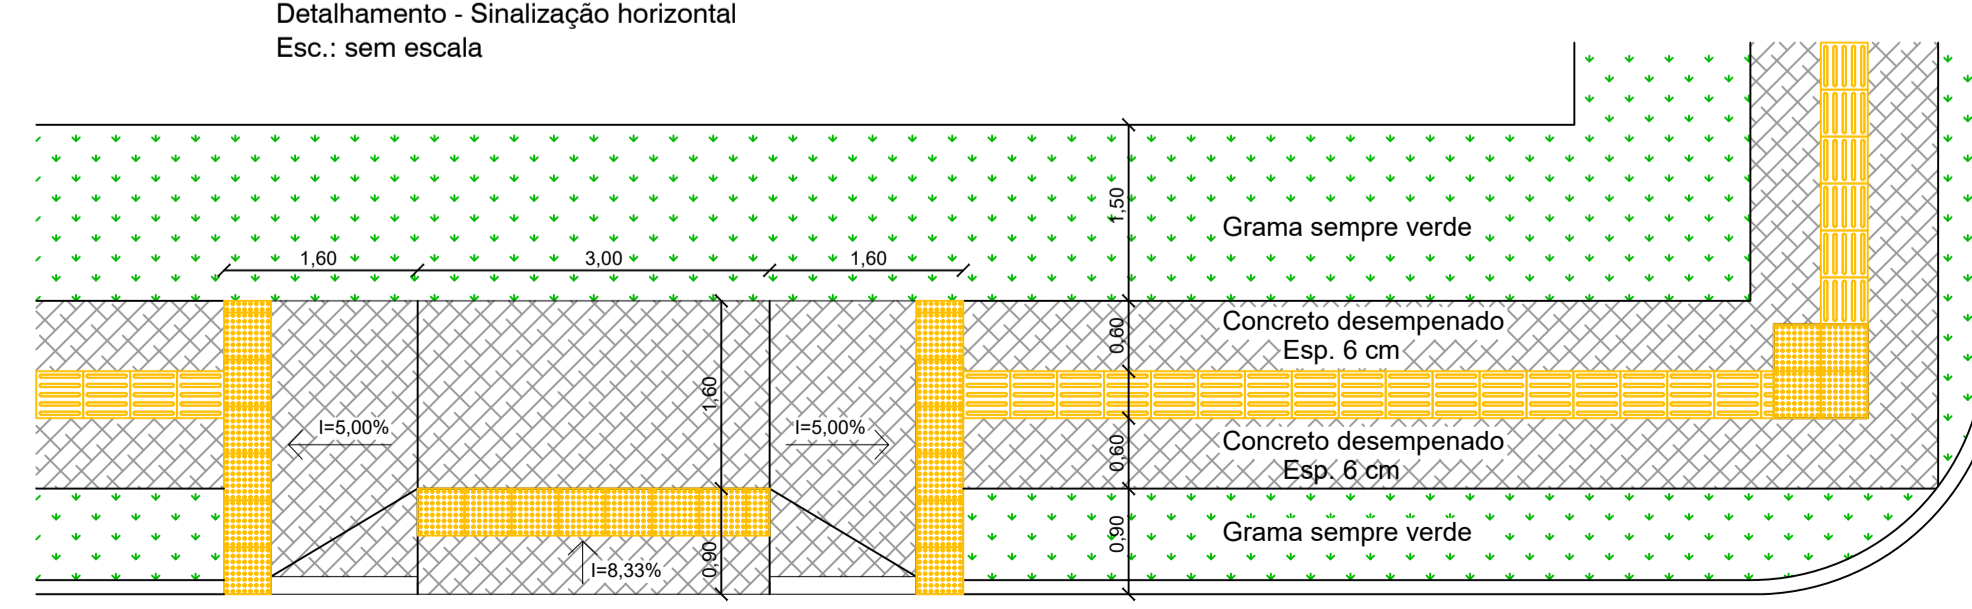 Detalhamento - Sinalização horizontal
Esc.: sem escala
1,50
Grama sempre verde
1,60
3,00
1,60
Concreto desempenado
Esp. 6 cm
0,60
1,60
I=5,00%
I=5,00%
Concreto desempenado
Esp. 6 cm
0,60
Grama sempre verde
0,90
0,90
I=8,33%